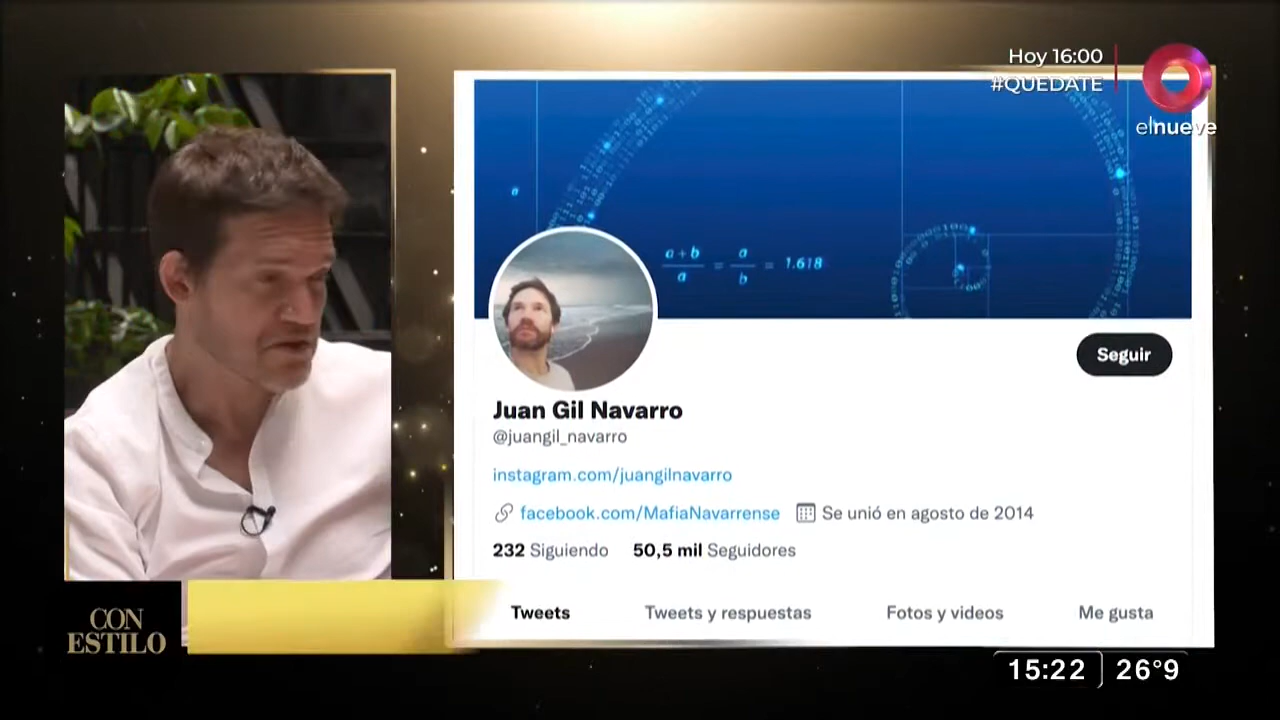 Hoy 16:00
#QUEDATE
elnueve
a
a + b
a
=
a
b
= 1.618
Seguir
Juan Gil Navarro
@juangil_navarro
instagram.com/juangilnavarro
facebook.com/MafiaNavarrense Se unió en agosto de 2014
232 Siguiendo 50,5 mil Seguidores
Tweets Tweets y respuestas Fotos y videos Me gusta
CON
ESTILO
15:22 26°9